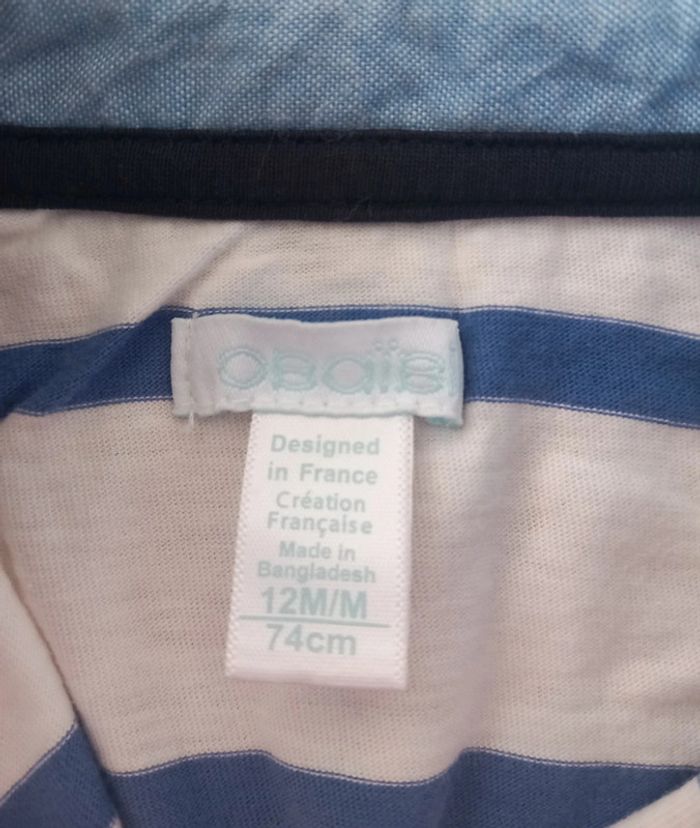 obaïbi
Designed
in France
Création
Française
Made in
Bangladesh
12M/M
74cm